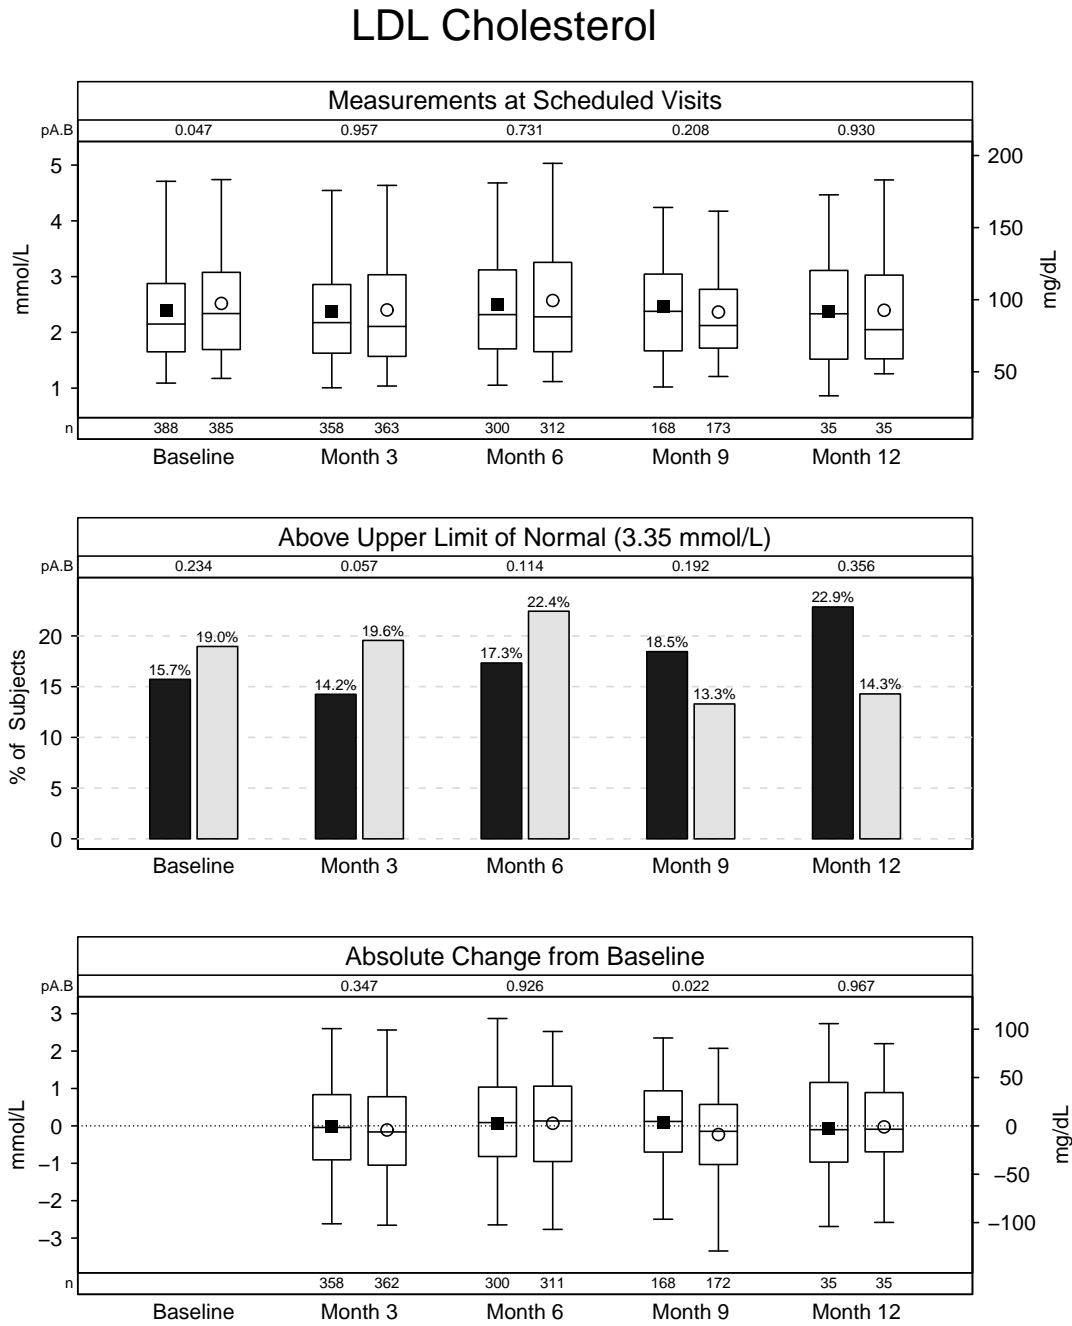 LDL Cholesterol
Measurements at Scheduled Visits
pA.B 0.047 0.957 0.731 0.208 0.930
5
4
3
2
1
mmol/L
200
150
100
50
mg/dL
n 388 385 358 363 300 312 168 173 35 35
Baseline Month 3 Month 6 Month 9 Month 12
Above Upper Limit of Normal (3.35 mmol/L)
pA.B 0.234 0.057 0.114 0.192 0.356
20
15
10
5
0
% of Subjects
15.7% 19.0% 14.2% 19.6% 17.3% 22.4% 18.5% 13.3% 22.9% 14.3%
Baseline Month 3 Month 6 Month 9 Month 12
Absolute Change from Baseline
pA.B 0.347 0.926 0.022 0.967
3
2
1
0
−1
−2
−3
mmol/L
100
50
0
−50
−100
mg/dL
n 358 362 300 311 168 172 35 35
Baseline Month 3 Month 6 Month 9 Month 12